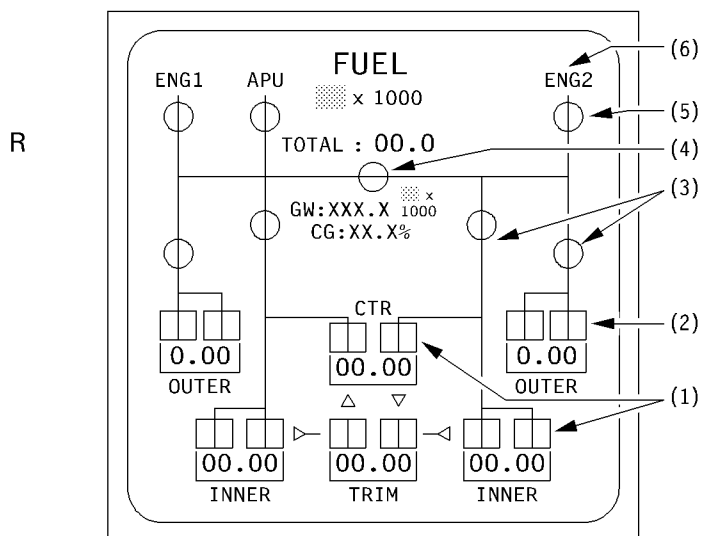 FUEL
(6)
ENG1 APU ENG2
x 1000
(5)
R
TOTAL : 00.0
(4)
x
GW:XXX.X 1000
(3)
CG:XX.X%
CTR
(2)
0.00 00.00 0.00
OUTER OUTER
(1)
00.00 00.00 00.00
INNER TRIM INNER